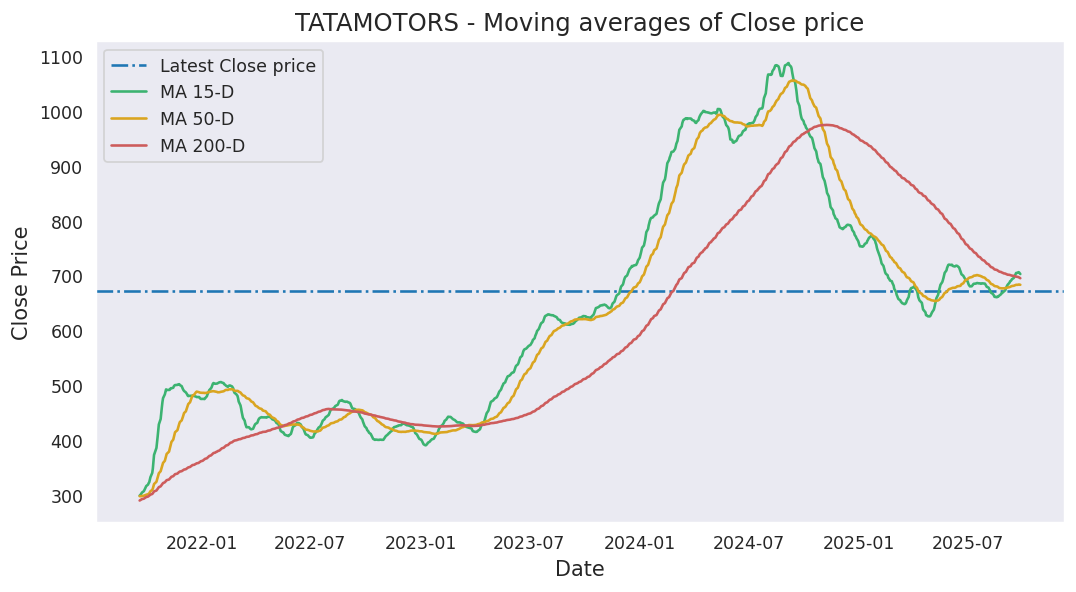 TATAMOTORS - Moving averages of Close price
Latest Close price
MA 15-D
MA 50-D
MA 200-D
Close Price
1100
1000
900
800
700
600
500
400
300
2022-01 2022-07 2023-01 2023-07 2024-01 2024-07 2025-01 2025-07
Date